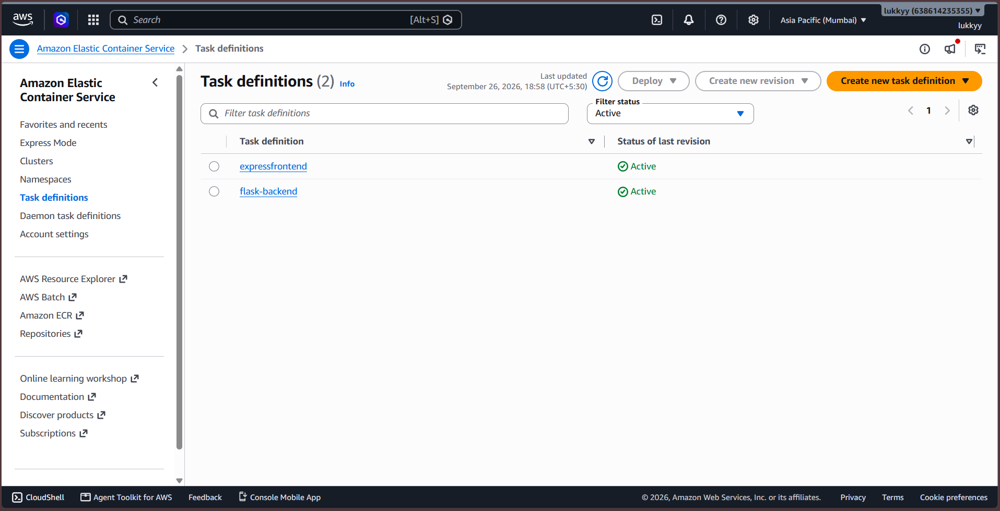 aws
Search [Alt+S]
Asia Pacific (Mumbai)
lukkyy (638614235355)
lukkyy
Amazon Elastic Container Service
Task definitions
Amazon Elastic
Container Service
Favorites and recents
Express Mode
Clusters
Namespaces
Task definitions
Daemon task definitions
Account settings
AWS Resource Explorer
AWS Batch
Amazon ECR
Repositories
Online learning workshop
Documentation
Discover products
Subscriptions
Task definitions (2) Info
Last updated
September 26, 2026, 18:58 (UTC+5:30)
Deploy
Create new revision
Create new task definition
Filter task definitions
Filter status
Active
1
Task definition Status of last revision
expressfrontend Active
flask-backend Active
CloudShell Agent Toolkit for AWS Feedback Console Mobile App © 2026, Amazon Web Services, Inc. or its affiliates. Privacy Terms Cookie preferences